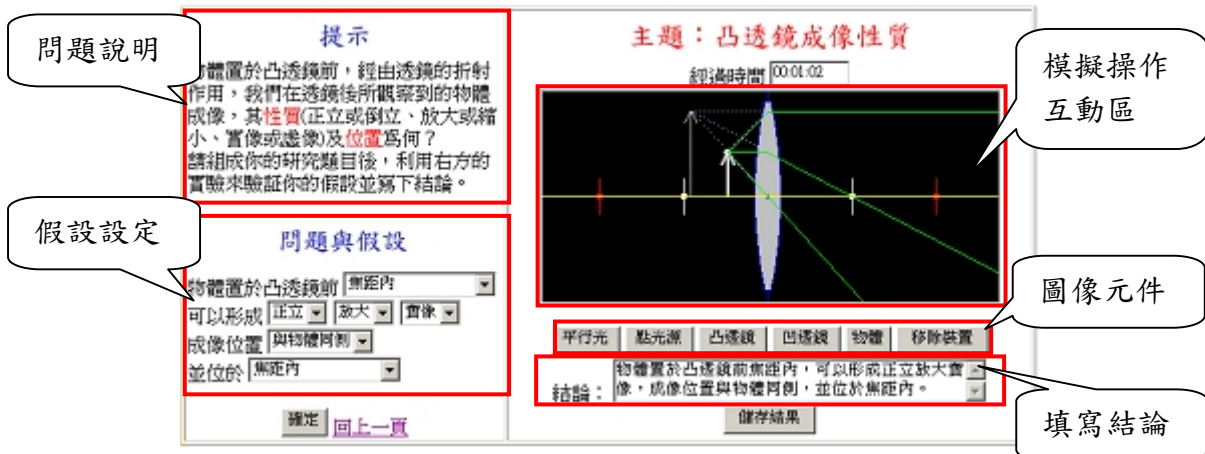 問題說明
提示
物體置於凸透鏡前，經由透鏡的折射
作用，我們在透鏡後所觀察到的物體
成像，其性質(正立或倒立、放大或縮
小、實像或虛像)及位置為何？
請組成你的研究題目後，利用右方的
實驗來驗証你的假設並寫下結論。
假設設定
問題與假設
物體置於凸透鏡前 焦距內
可以形成 正立 放大 實像
成像位置 與物體同側
並位於 焦距內
確定 回上一頁
主題：凸透鏡成像性質
經過時間 00:01:02
模擬操作
互動區
圖像元件
平行光 點光源 凸透鏡 凹透鏡 物體 移除裝置
結論：
物體置於凸透鏡前焦距內，可以形成正立放大實
像，成像位置與物體同側，並位於焦距內。
儲存結果
填寫結論